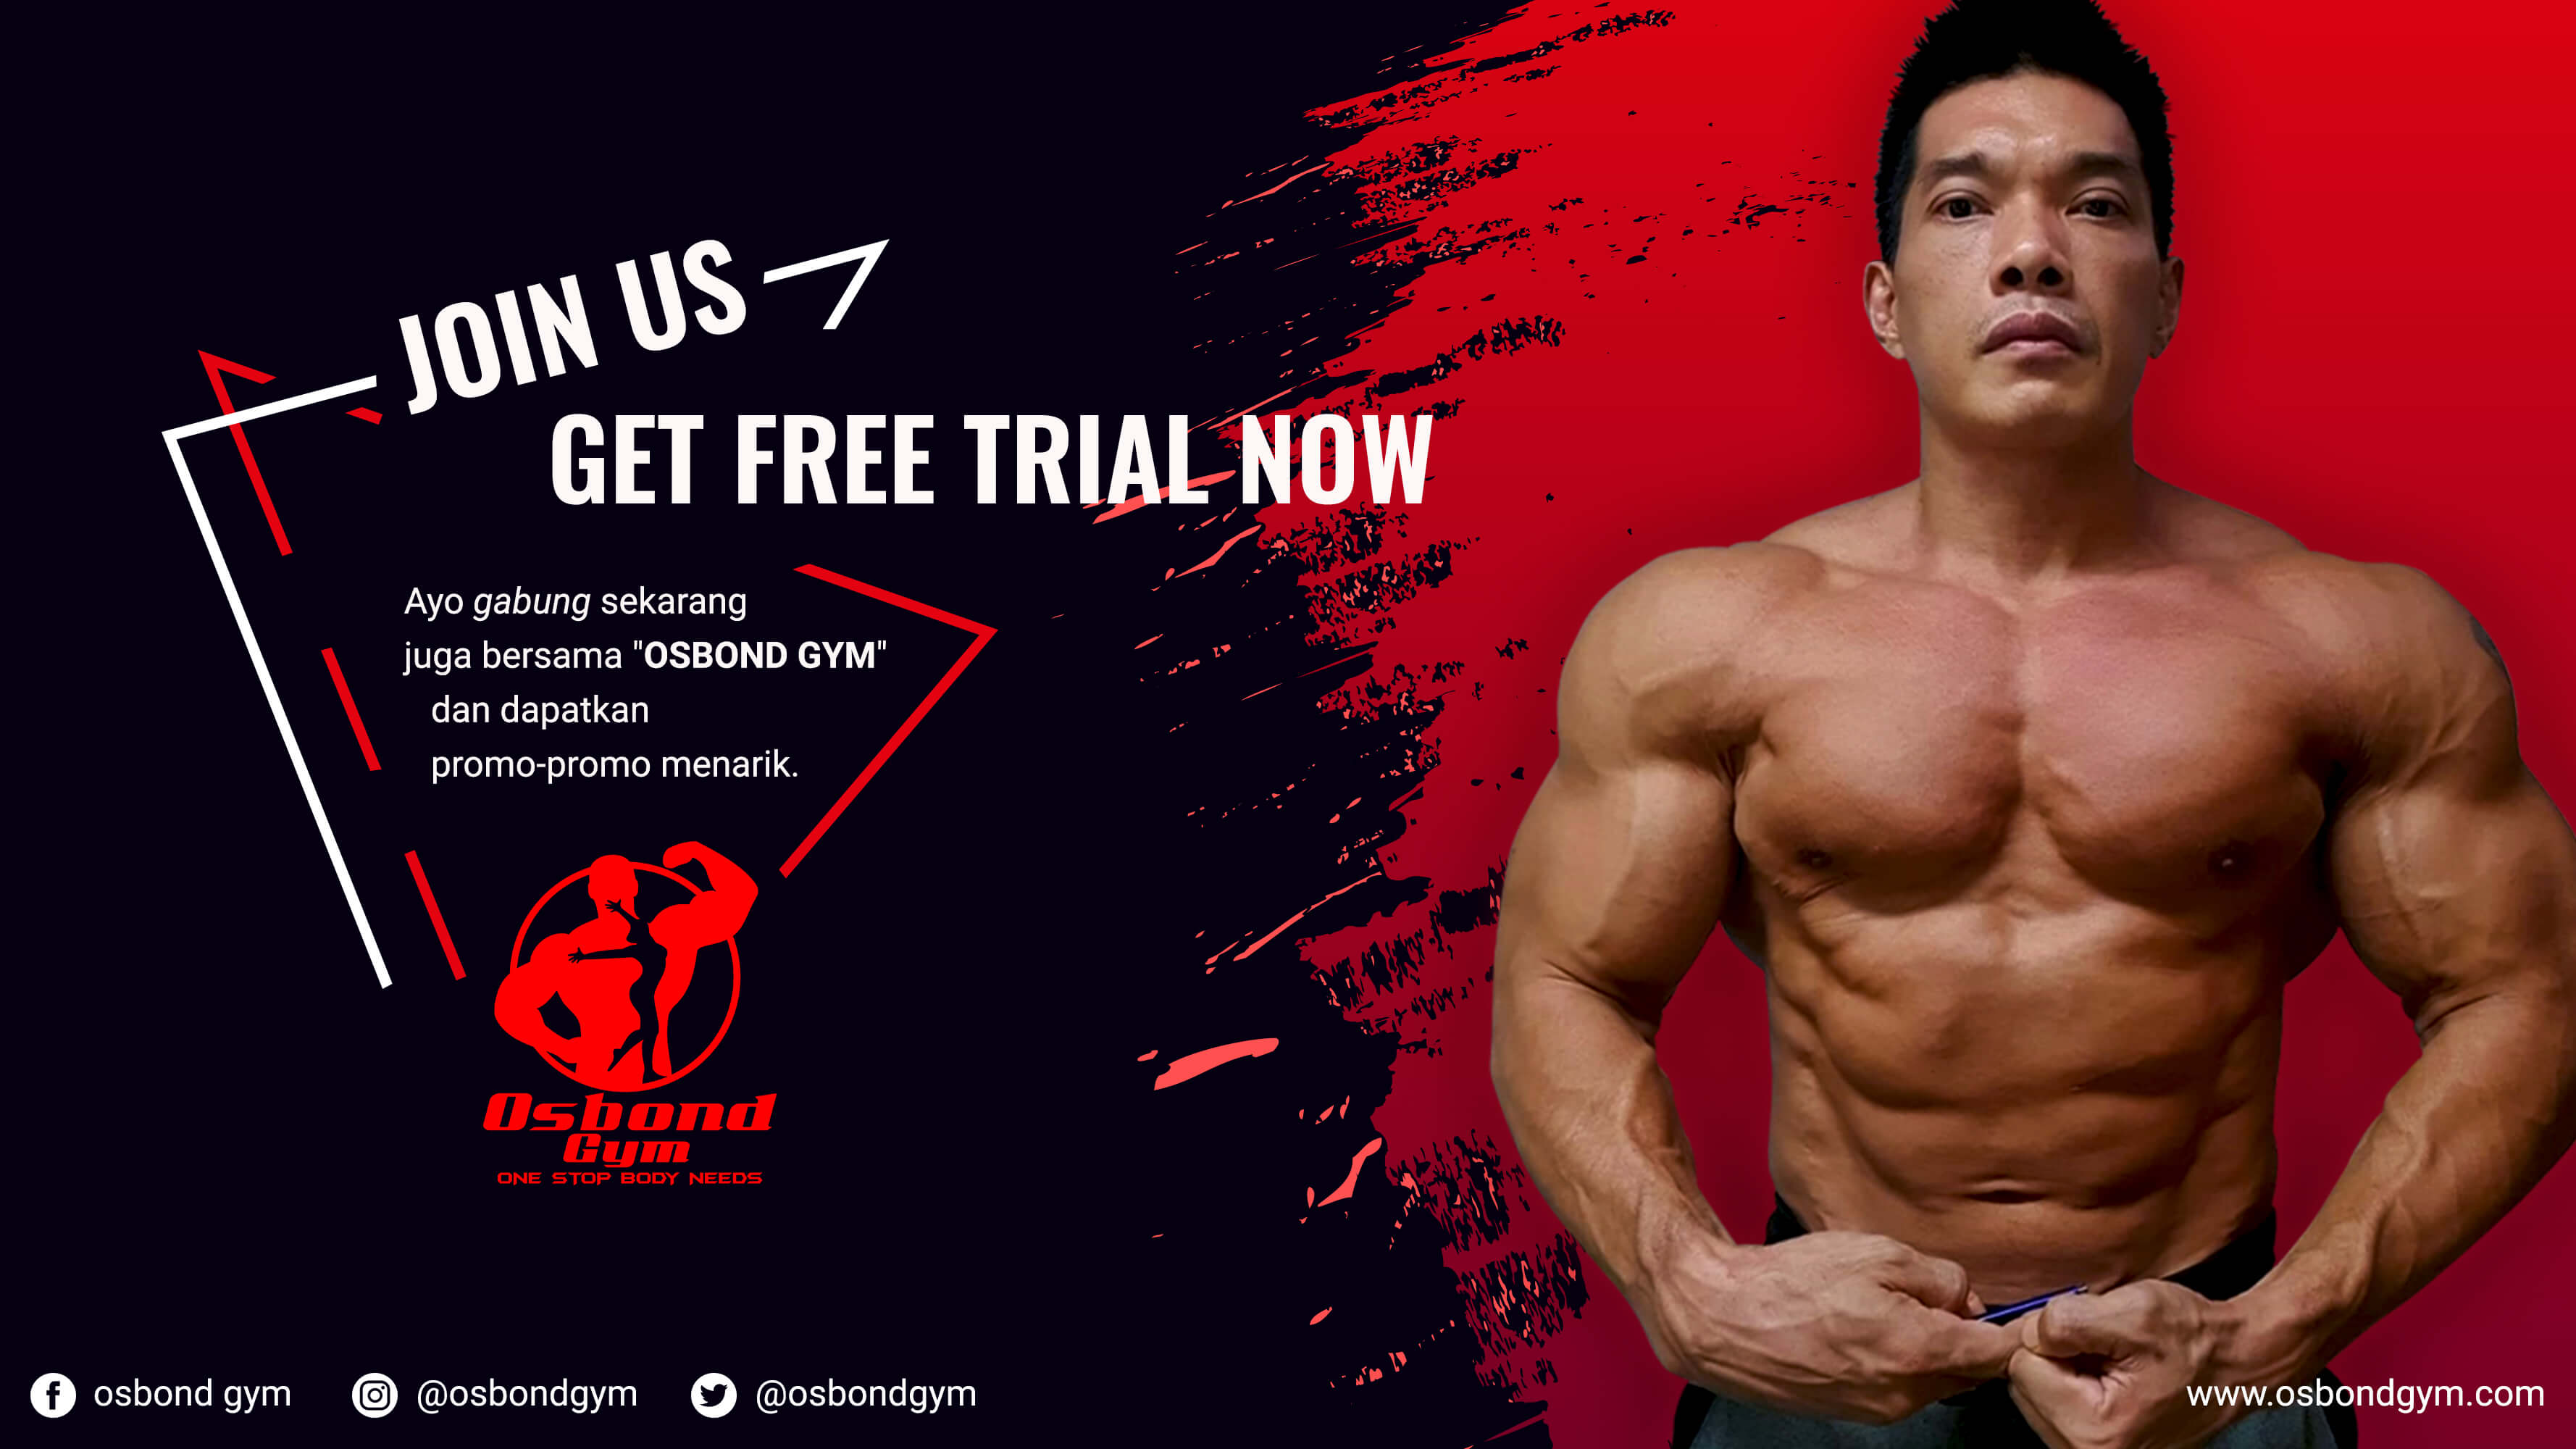 JOIN US
GET FREE TRIAL NOW
Ayo gabung sekarang
juga bersama "OSBOND GYM"
dan dapatkan
promo-promo menarik.
Osbond
Gym
ONE STOP BODY NEEDS
osbond gym
@osbondgym
@osbondgym
www.osbondgym.com